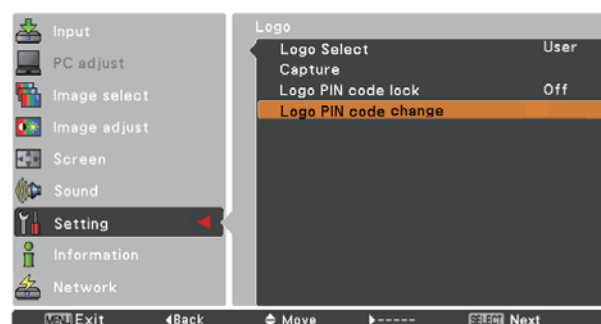 Input
PC adjust
Image select
Image adjust
Screen
Sound
Setting
Information
Network
Logo
Logo Select User
Capture
Logo PIN code lock Off
Logo PIN code change
MENU Exit Back Move ----- SELECT Next